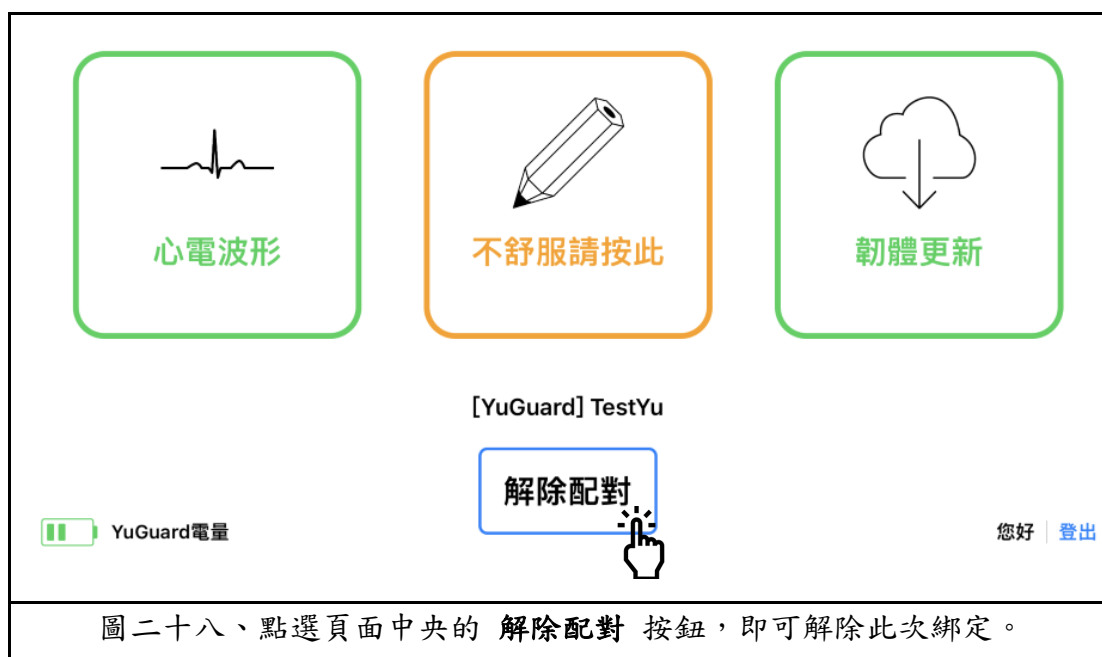 心電波形
不舒服請按此
韌體更新
[YuGuard] TestYu
解除配對
YuGuard電量
您好 登出
圖二十八、點選頁面中央的 解除配對 按鈕，即可解除此次綁定。